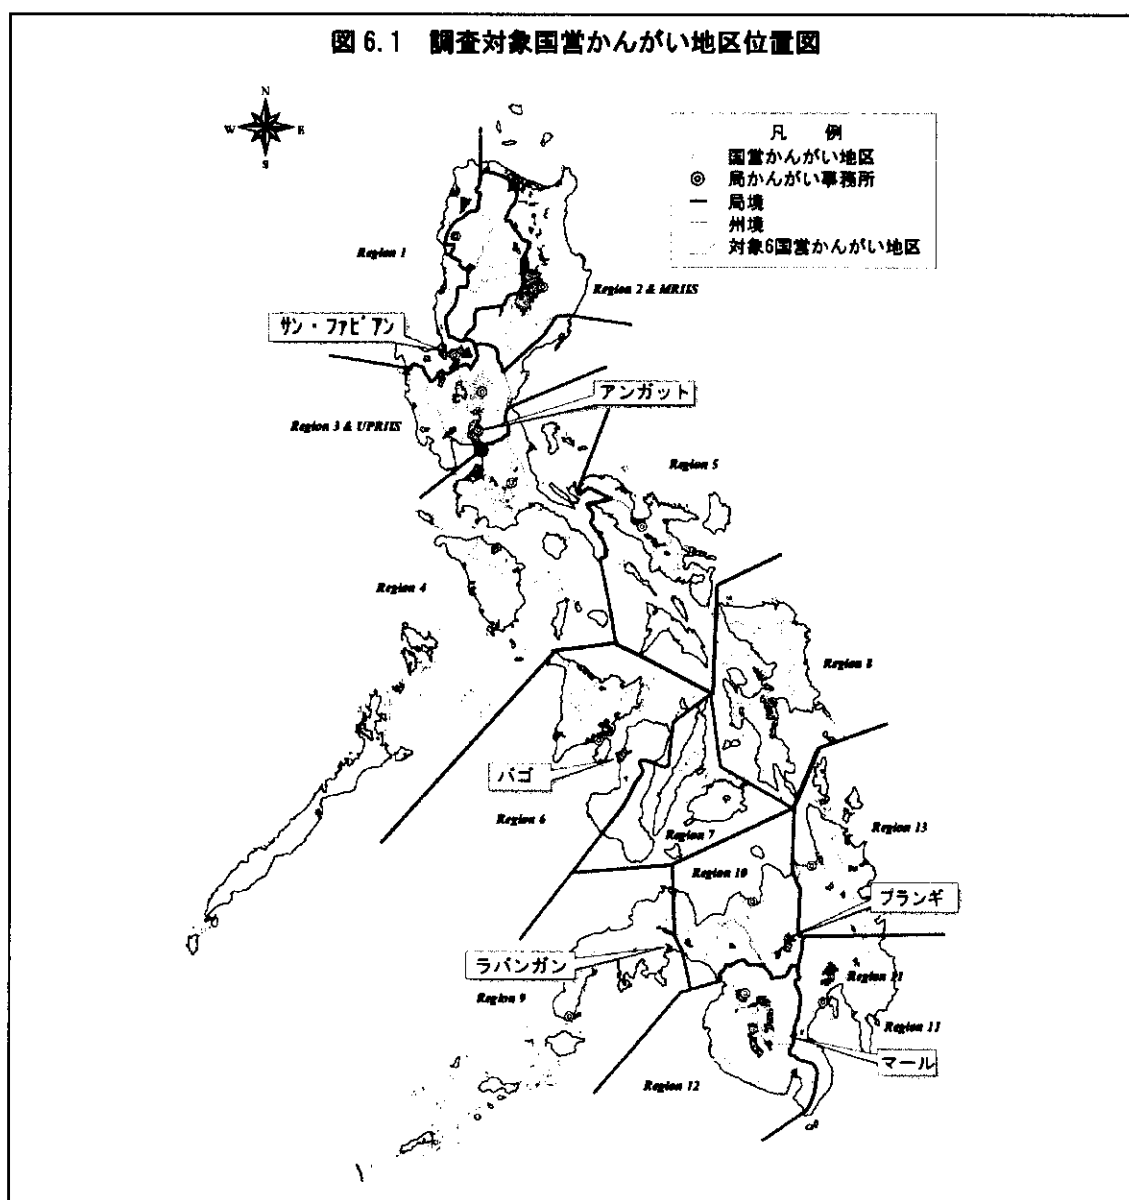 図 6.1 調査対象国営かんがい地区位置図
N
W
E
S
凡 例
国営かんがい地区
局かんがい事務所
局境
州境
対象6国営かんがい地区
Region 1
Region 2 & MRIIS
サン・ファビアン
アンガット
Region 3 & UPRIIS
Region 5
Region 4
Region 8
バゴ
Region 6
Region 7
Region 13
Region 10
プランギ
ラバンガン
Region 9
Region 11
Region 11
マール
Region 12